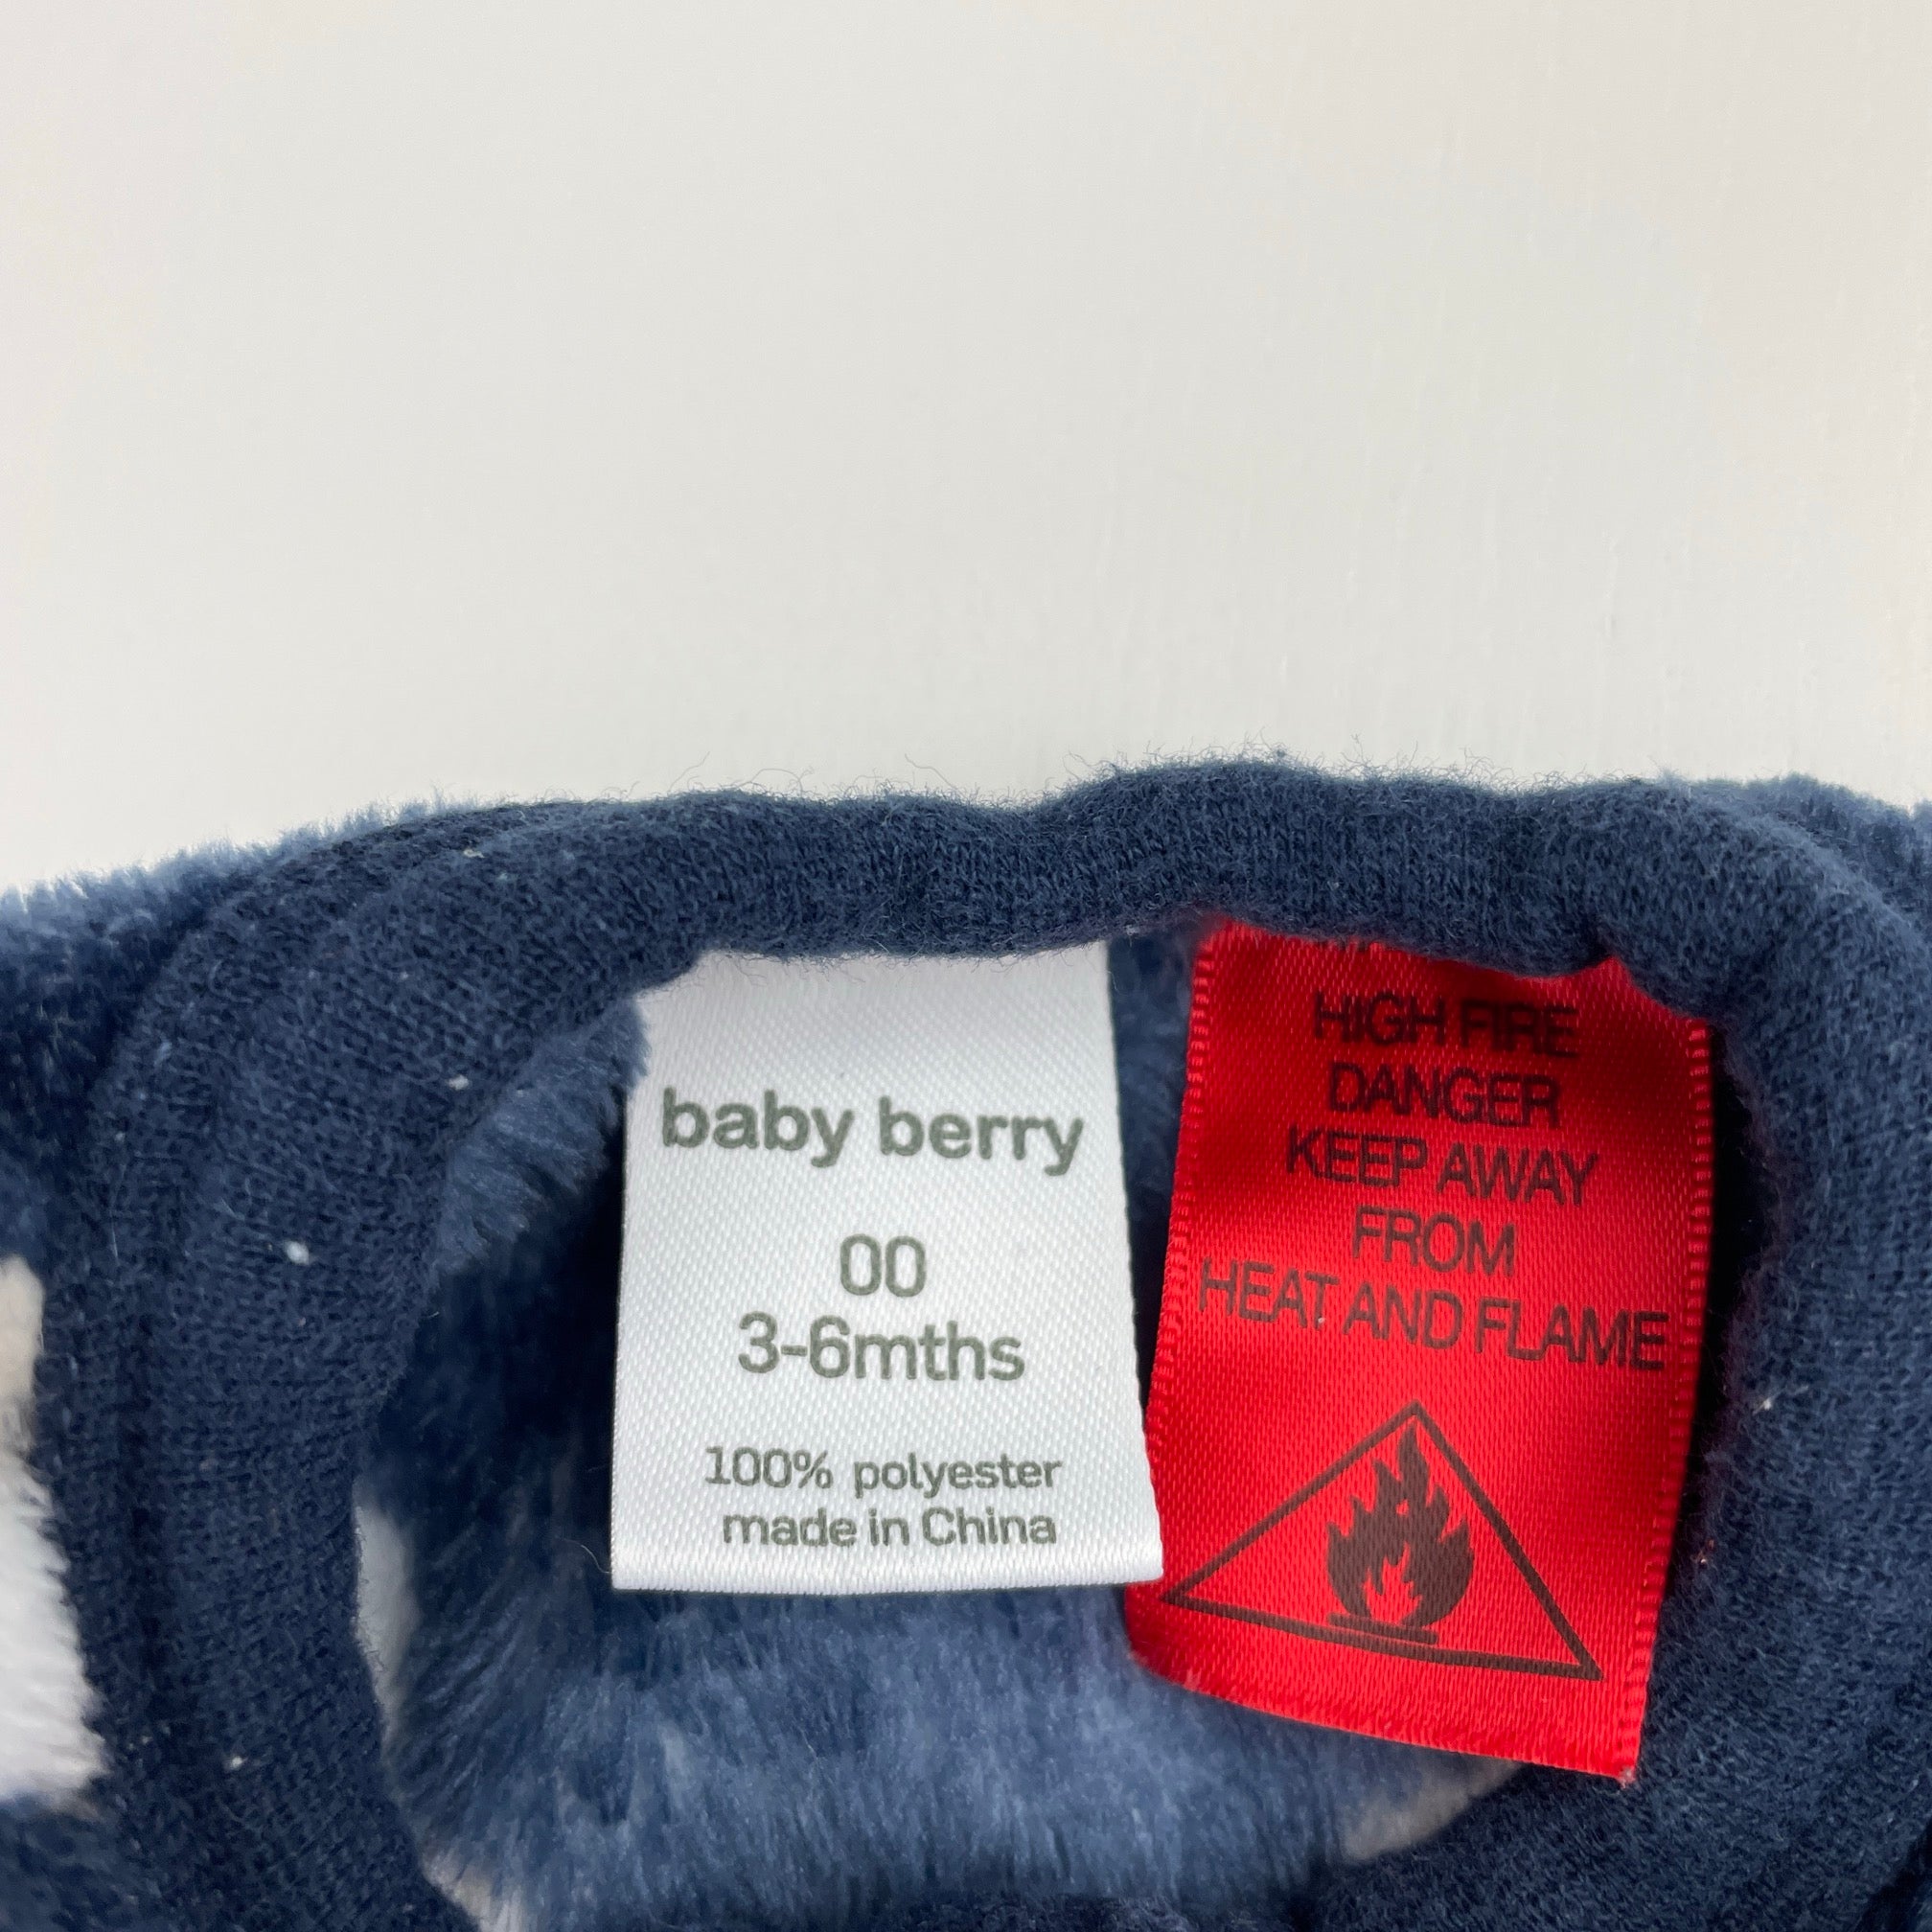 baby berry
00
3-6mths
100% polyester
made in China
HIGH FIRE
DANGER
KEEP AWAY
FROM
HEAT AND FLAME